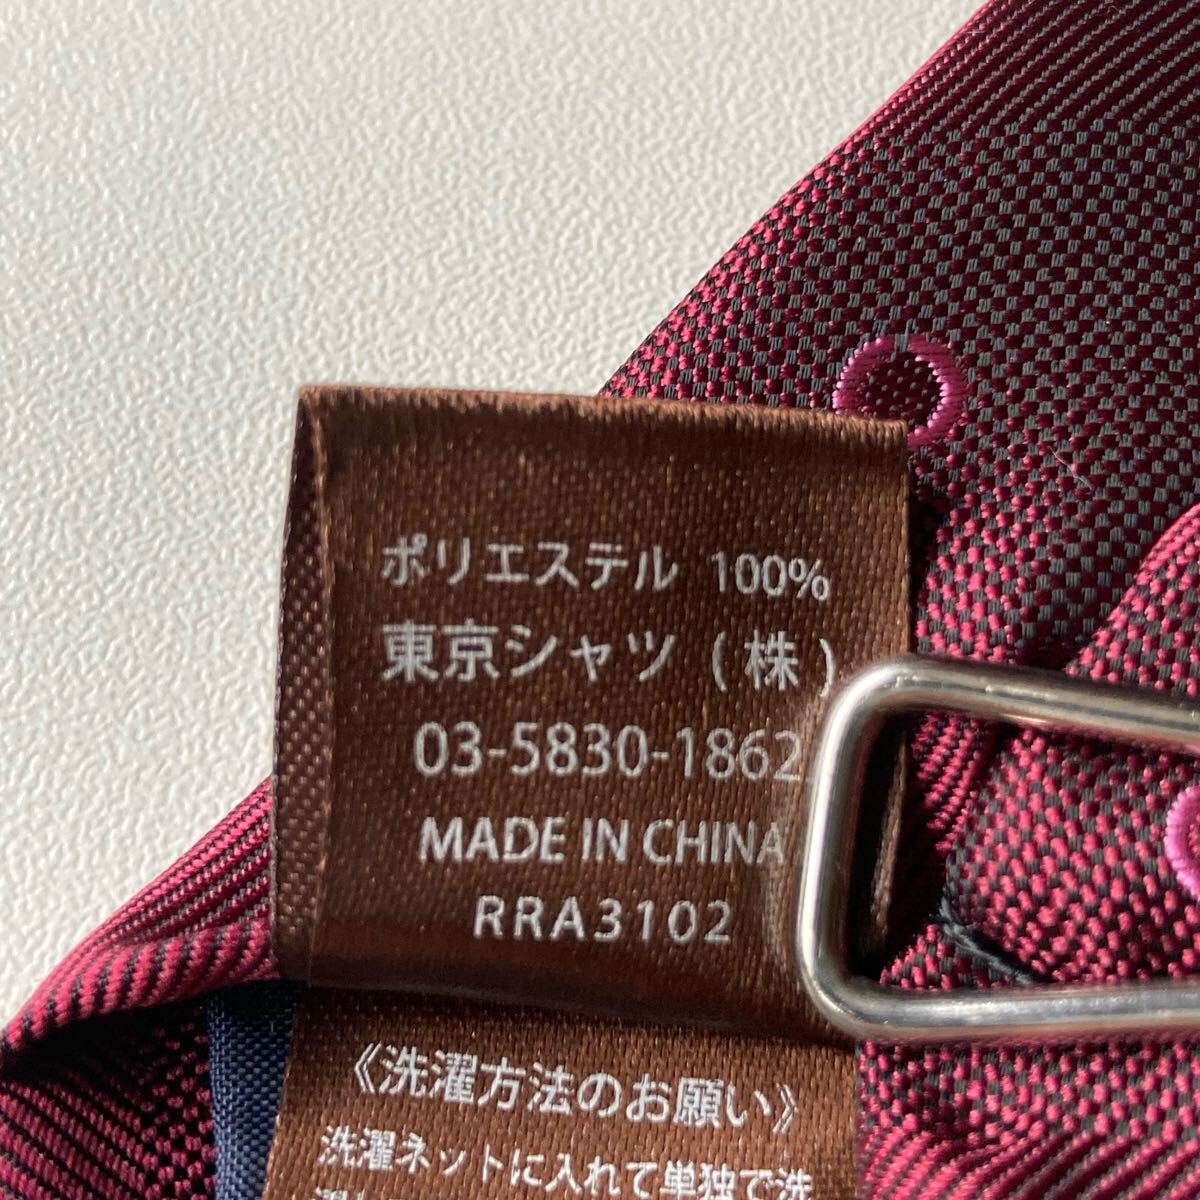 ポリエステル 100%
東京シャツ (株)
03-5830-1862
MADE IN CHINA
RRA3102
《洗濯方法のお願い》
洗濯ネットに入れて単独で洗